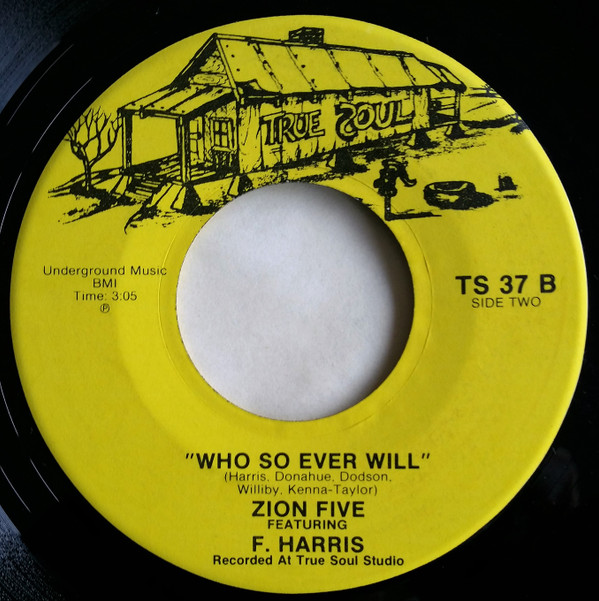 TRUE SOUL
Underground Music
BMI
Time: 3:05
℗
TS 37 B
SIDE TWO
"WHO SO EVER WILL"
(Harris, Donahue, Dodson,
Williby, Kenna-Taylor)
ZION FIVE
FEATURING
F. HARRIS
Recorded At True Soul Studio